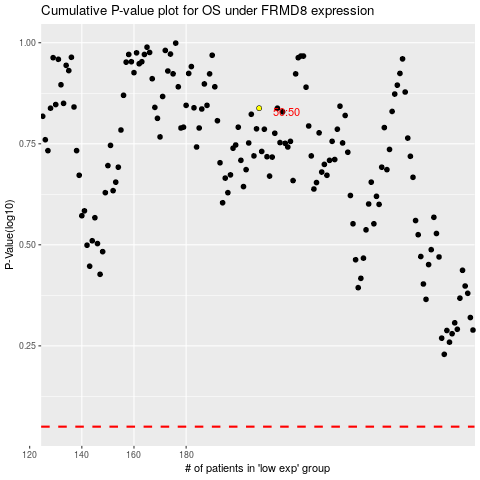 Cumulative P-value plot for OS under FRMD8 expression
P-Value(log10)
1.00
0.75
0.50
0.25
50:50
120 140 160 180
# of patients in 'low exp' group